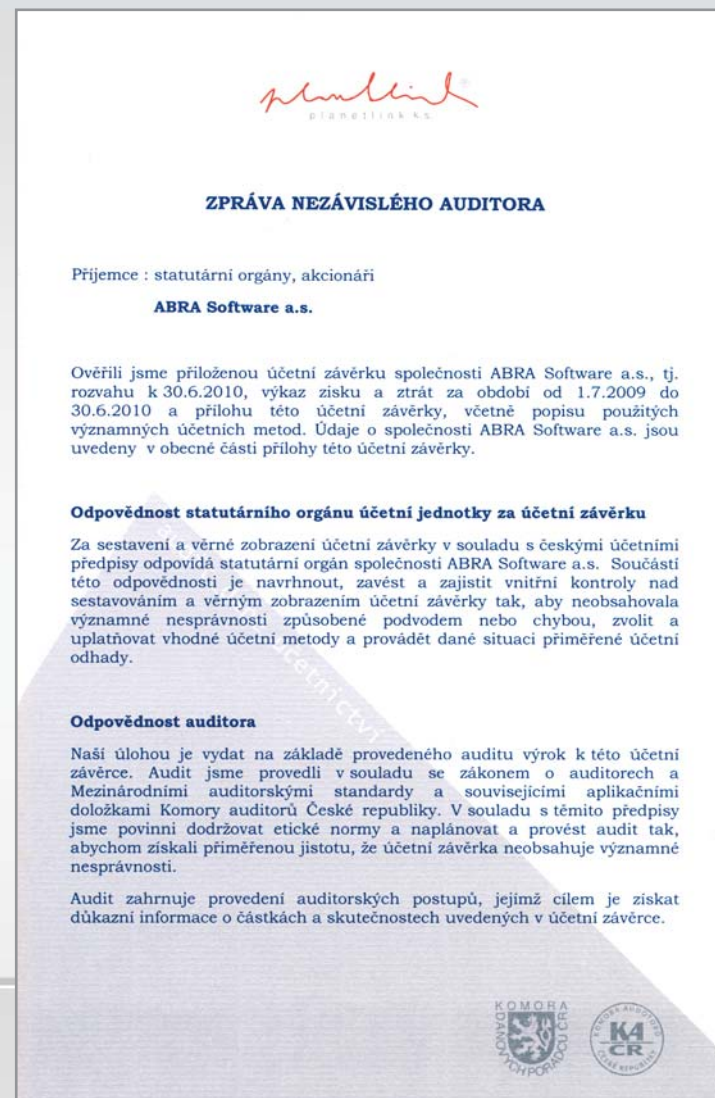 planetlink
planetlink k.s.
ZPRÁVA NEZÁVISLÉHO AUDITORA
Příjemce : statutární orgány, akcionáři
ABRA Software a.s.
Ověřili jsme přiloženou účetní závěrku společnosti ABRA Software a.s., tj.
rozvahu k 30.6.2010, výkaz zisku a ztrát za období od 1.7.2009 do
30.6.2010 a přílohu této účetní závěrky, včetně popisu použitých
významných účetních metod. Údaje o společnosti ABRA Software a.s. jsou
uvedeny v obecné části přílohy této účetní závěrky.
Odpovědnost statutárního orgánu účetní jednotky za účetní závěrku
Za sestavení a věrné zobrazení účetní závěrky v souladu s českými účetními
předpisy odpovídá statutární orgán společnosti ABRA Software a.s. Součástí
této odpovědnosti je navrhnout, zavést a zajistit vnitřní kontroly nad
sestavováním a věrným zobrazením účetní závěrky tak, aby neobsahovala
významné nesprávnosti způsobené podvodem nebo chybou, zvolit a
uplatňovat vhodné účetní metody a provádět dané situaci přiměřené účetní
odhady.
účetnictví
Odpovědnost auditora
Naší úlohou je vydat na základě provedeného auditu výrok k této účetní
závěrce. Audit jsme provedli v souladu se zákonem o auditorech a
Mezinárodními auditorskými standardy a souvisejícími aplikačními
doložkami Komory auditorů České republiky. V souladu s těmito předpisy
jsme povinni dodržovat etické normy a naplánovat a provést audit tak,
abychom získali přiměřenou jistotu, že účetní závěrka neobsahuje významné
nesprávnosti.
Audit zahrnuje provedení auditorských postupů, jejímž cílem je získat
důkazní informace o částkách a skutečnostech uvedených v účetní závěrce.
KOMORA
DAŇOVÝCH PORADCŮ ČR
KOMORA AUDITORŮ
KA
ČR
ČESKÉ REPUBLIKY